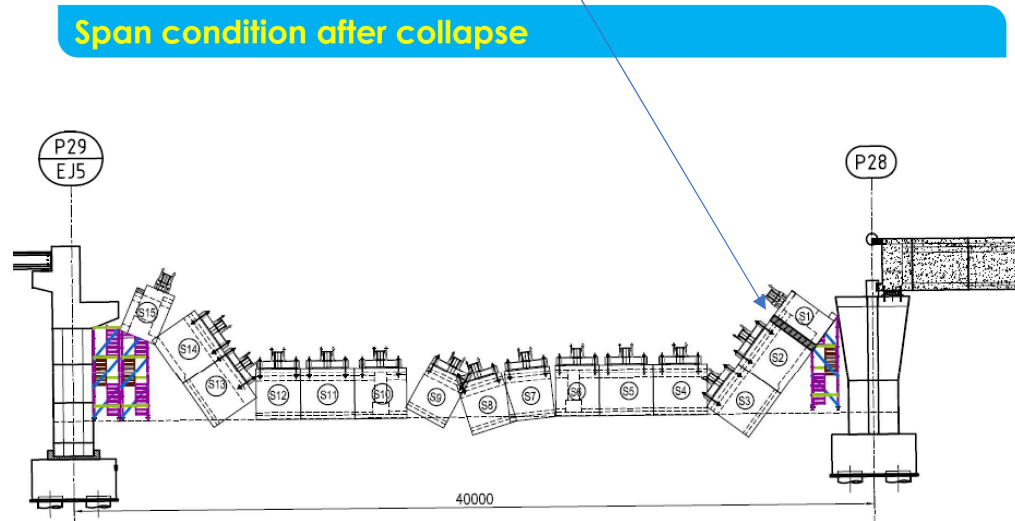 Span condition after collapse
P29
EJ5
P28
S15
S1
S14
S2
S13
S12
S11
S10
S9
S8
S7
S6
S5
S4
S3
40000